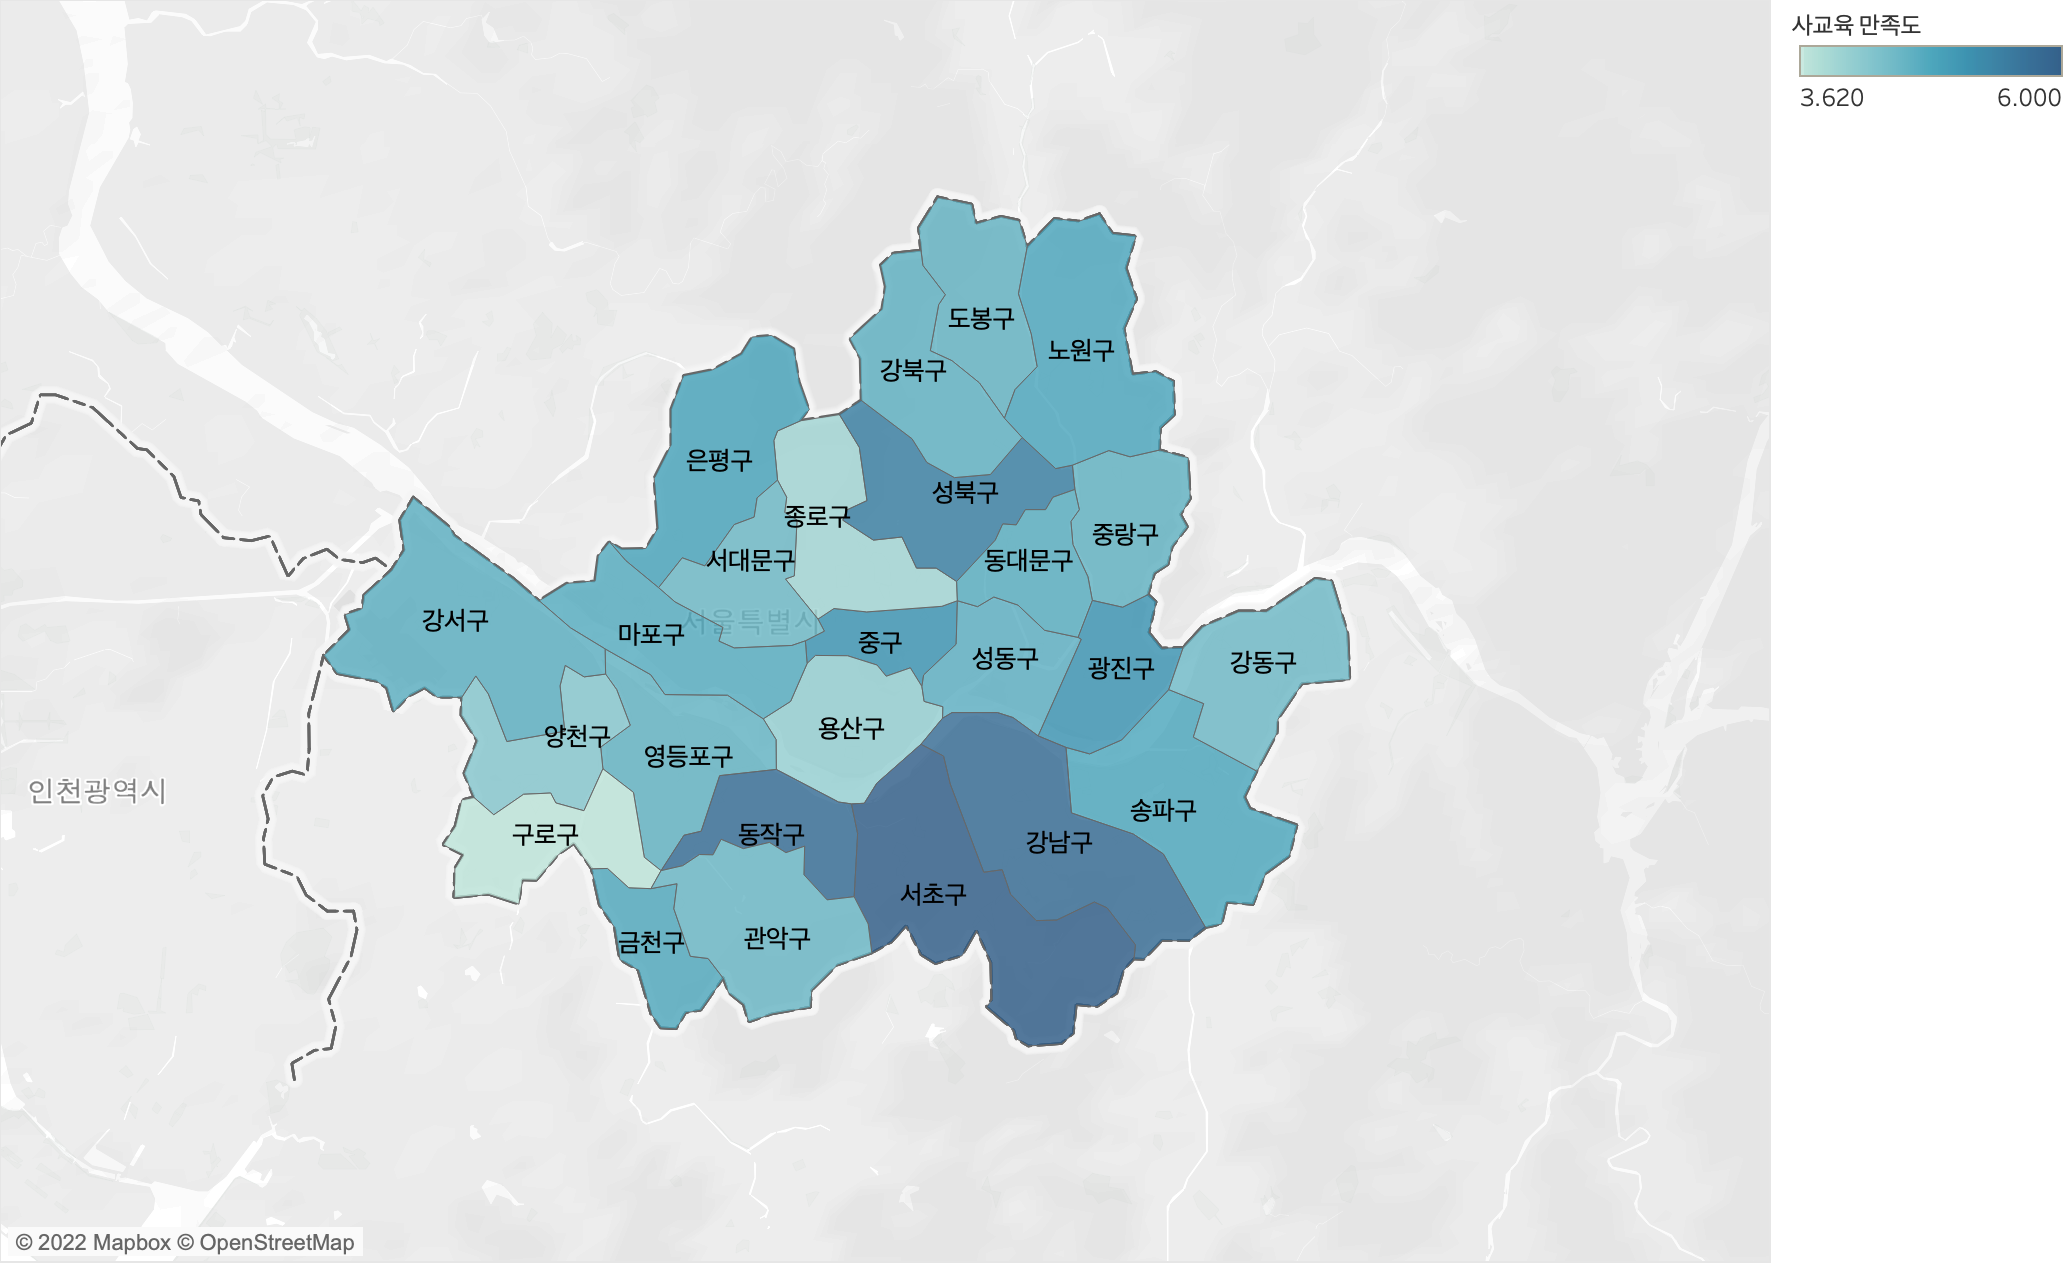 사교육 만족도
3.620
6.000
도봉구
노원구
강북구
은평구
성북구
종로구
중랑구
서대문구
동대문구
강서구
서울특별시
마포구
중구
성동구
광진구
강동구
용산구
양천구
영등포구
인천광역시
송파구
구로구
동작구
강남구
서초구
금천구
관악구
© 2022 Mapbox © OpenStreetMap